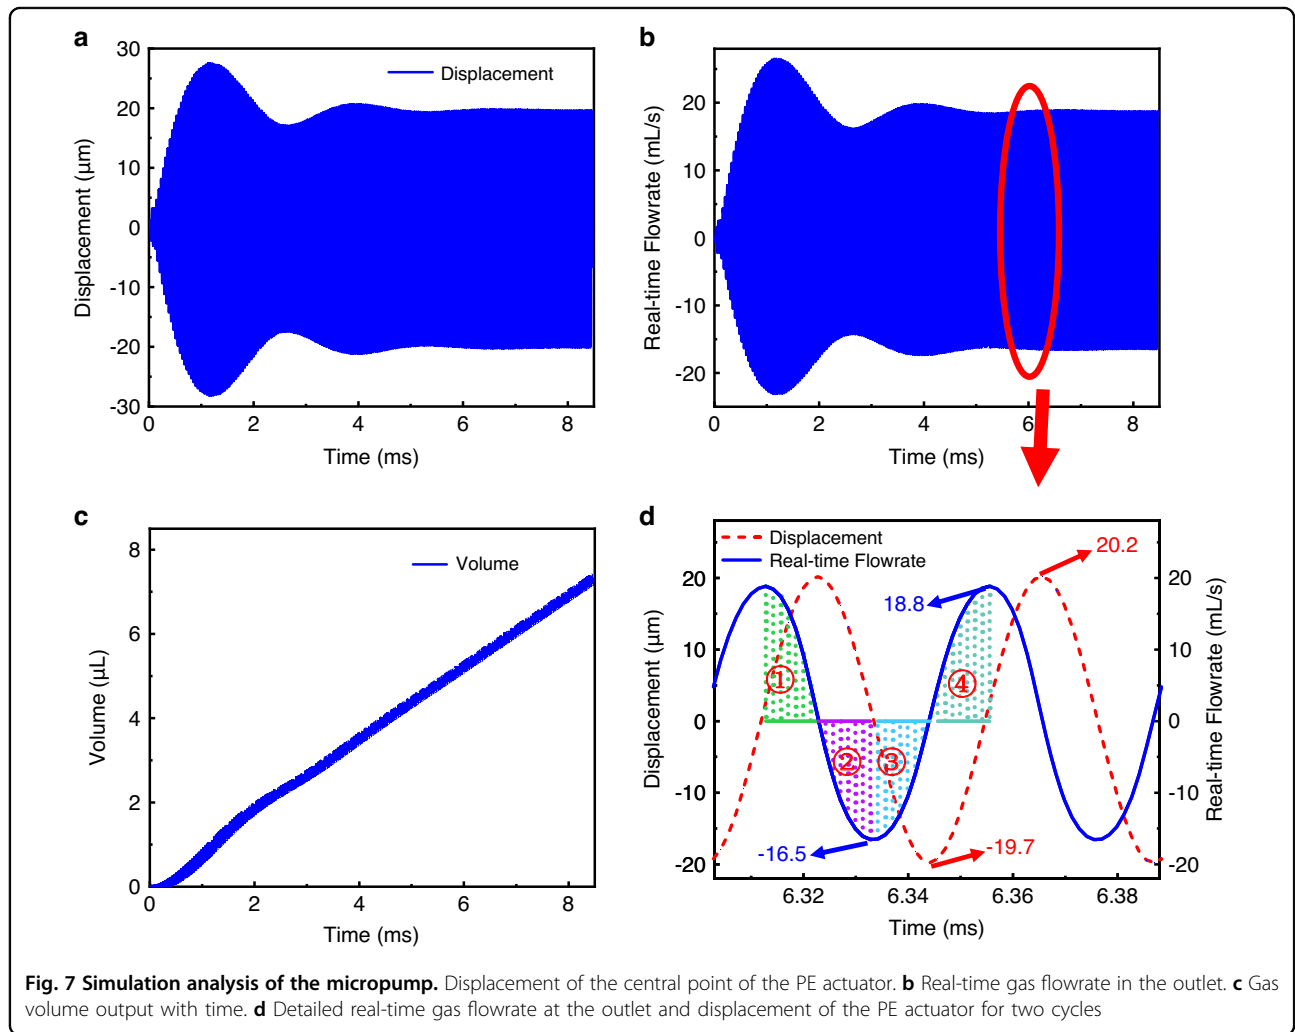 a
30
20
10
0
-10
-20
-30
Displacement (µm)
Displacement
0 2 4 6 8
Time (ms)
b
20
10
0
-10
-20
Real-time Flowrate (mL/s)
0 2 4 6 8
Time (ms)
c
8
6
4
2
0
Volume (µL)
Volume
0 2 4 6 8
Time (ms)
d
Displacement
Real-time Flowrate
20
10
0
-10
-20
Displacement (µm)
20.2
18.8
①
④
②
③
-16.5
-19.7
20
10
0
-10
-20
Real-time Flowrate (mL/s)
6.32 6.34 6.36 6.38
Time (ms)
Fig. 7 Simulation analysis of the micropump. Displacement of the central point of the PE actuator. b Real-time gas flowrate in the outlet. c Gas
volume output with time. d Detailed real-time gas flowrate at the outlet and displacement of the PE actuator for two cycles